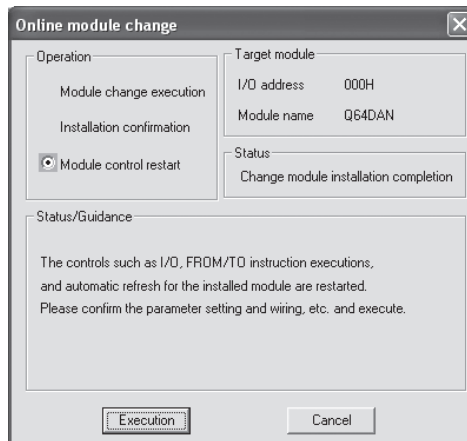 Online module change
Operation
Module change execution
Installation confirmation
Module control restart
Target module
I/O address 000H
Module name Q64DAN
Status
Change module installation completion
Status/Guidance
The controls such as I/O, FROM/TO instruction executions,
and automatic refresh for the installed module are restarted.
Please confirm the parameter setting and wiring, etc. and execute.
Execution Cancel